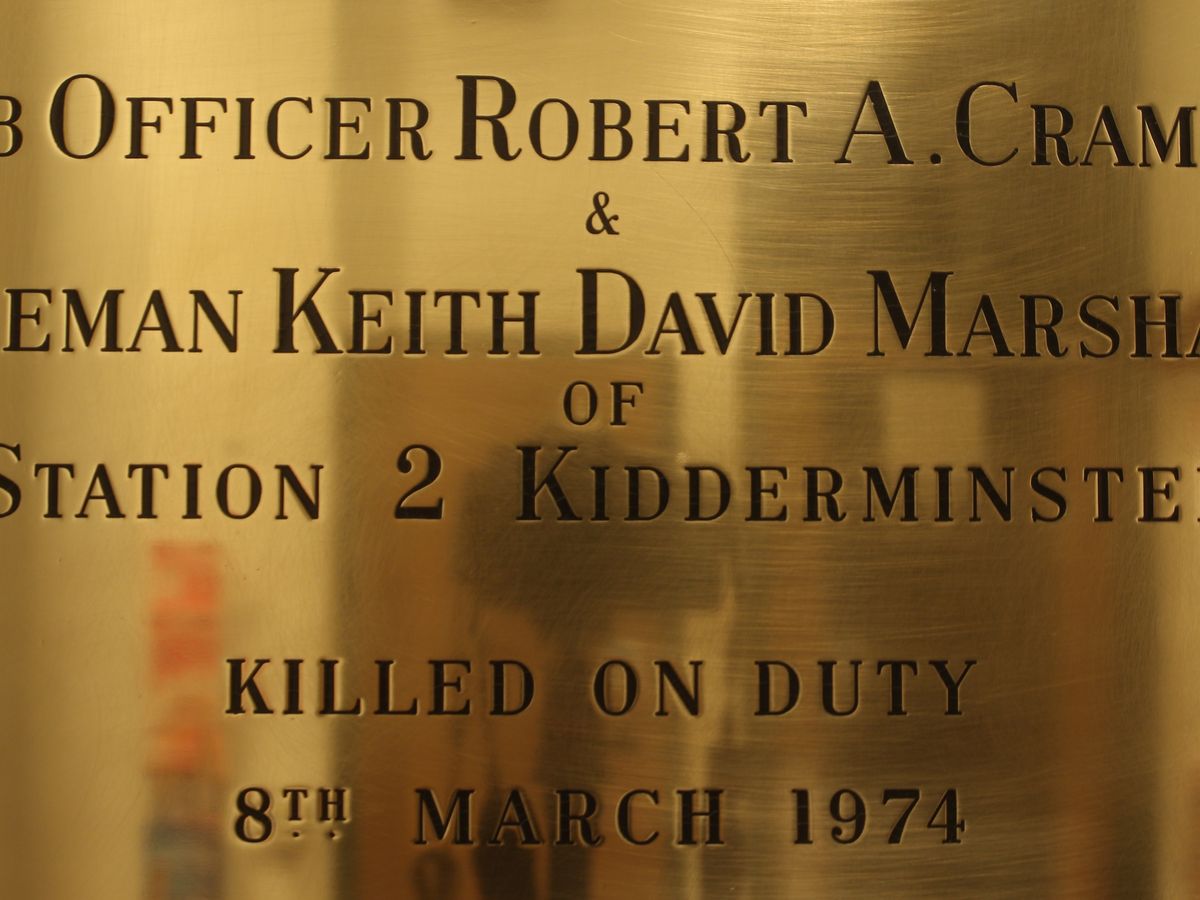 B OFFICER ROBERT A. CRAM
&
EMAN KEITH DAVID MARSHA
OF
STATION 2 KIDDERMINSTE
KILLED ON DUTY
8TH MARCH 1974